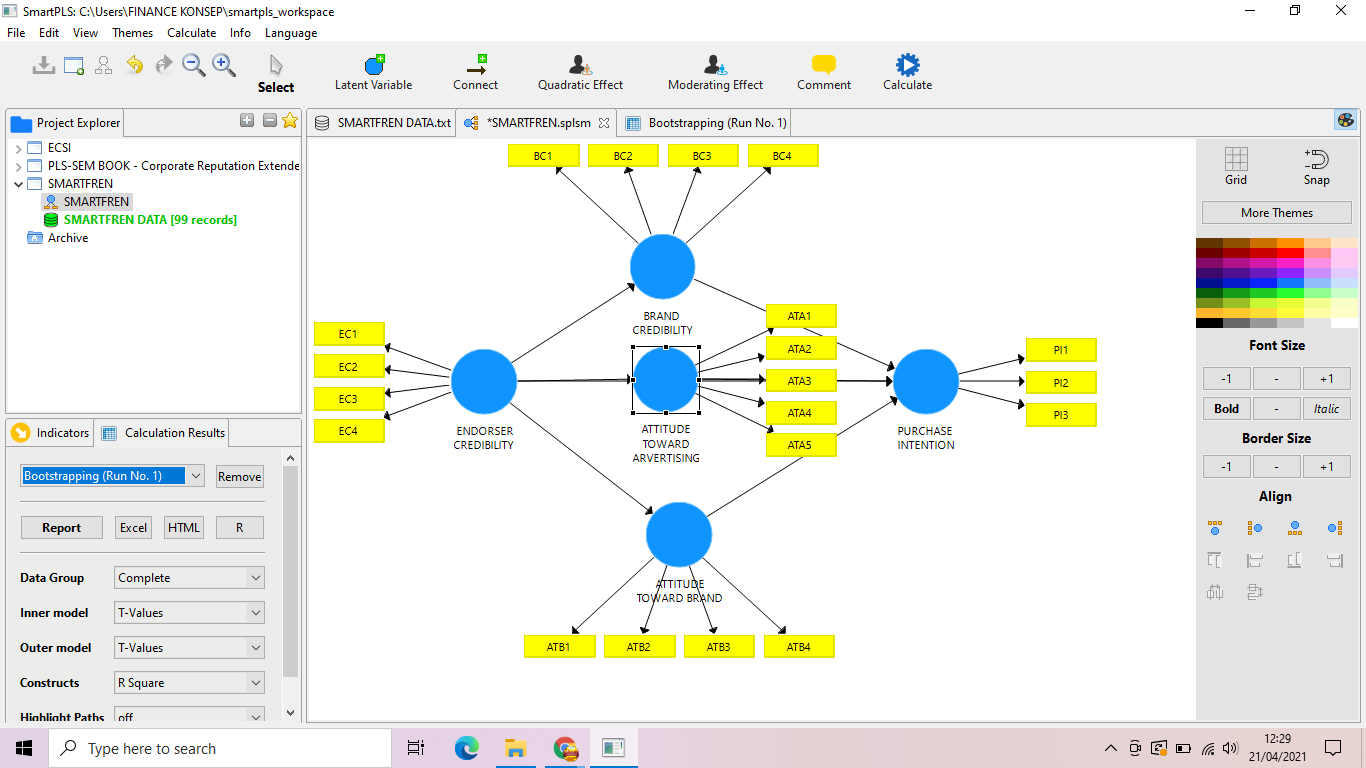 SmartPLS: C:\Users\FINANCE KONSEP\smartpls_workspace
File Edit View Themes Calculate Info Language
Select
Latent Variable
Connect
Quadratic Effect
Moderating Effect
Comment
Calculate
Project Explorer
ECSI
PLS-SEM BOOK - Corporate Reputation Extende
SMARTFREN
SMARTFREN
SMARTFREN DATA [99 records]
Archive
Indicators
Calculation Results
Bootstrapping (Run No. 1)
Remove
Report
Excel
HTML
R
Data Group
Complete
Inner model
T-Values
Outer model
T-Values
Constructs
R Square
Highlight Paths
off
SMARTFREN DATA.txt
*SMARTFREN.splsm
Bootstrapping (Run No. 1)
BC1
BC2
BC3
BC4
BRAND
CREDIBILITY
EC1
EC2
EC3
EC4
ENDORSER
CREDIBILITY
ATTITUDE
TOWARD
ARVERTISING
ATA1
ATA2
ATA3
ATA4
ATA5
PURCHASE
INTENTION
PI1
PI2
PI3
ATTITUDE
TOWARD BRAND
ATB1
ATB2
ATB3
ATB4
Grid
Snap
More Themes
Font Size
-1
-
+1
Bold
-
Italic
Border Size
-1
-
+1
Align
Type here to search
12:29
21/04/2021